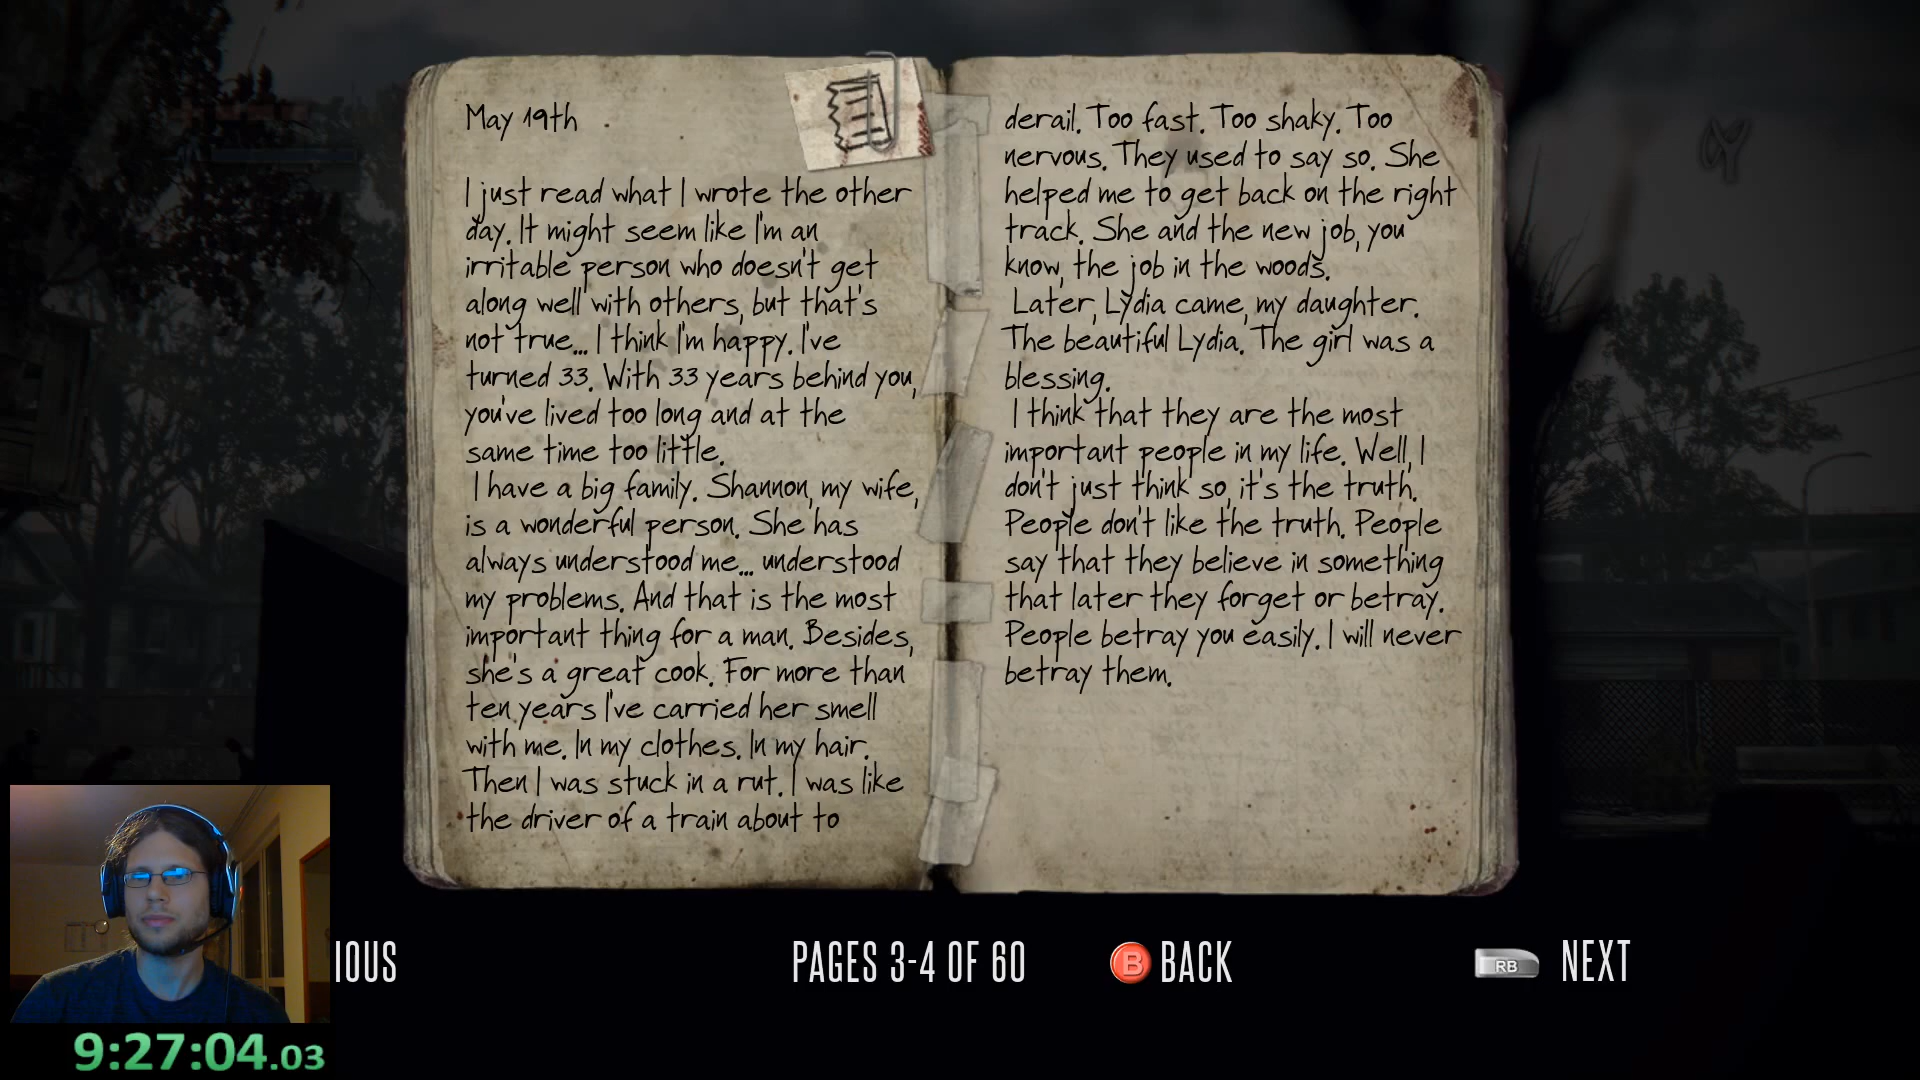 May 19th
I just read what I wrote the other
day. It might seem like I'm an
irritable person who doesn't get
along well with others, but that's
not true... I think I'm happy. I've
turned 33. With 33 years behind you,
you've lived too long and at the
same time too little.
I have a big family. Shannon, my wife,
is a wonderful person. She has
always understood me... understood
my problems. And that is the most
important thing for a man. Besides,
she's a great cook. For more than
ten years I've carried her smell
with me. In my clothes. In my hair.
Then I was stuck in a rut. I was like
the driver of a train about to
derail. Too fast. Too shaky. Too
nervous. They used to say so. She
helped me to get back on the right
track. She and the new job, you
know, the job in the woods.
Later, Lydia came, my daughter.
The beautiful Lydia. The girl was a
blessing.
I think that they are the most
important people in my life. Well, I
don't just think so, it's the truth.
People don't like the truth. People
say that they believe in something
that later they forget or betray.
People betray you easily. I will never
betray them.
IOUS
PAGES 3-4 OF 60
B BACK
RB NEXT
9:27:04.03